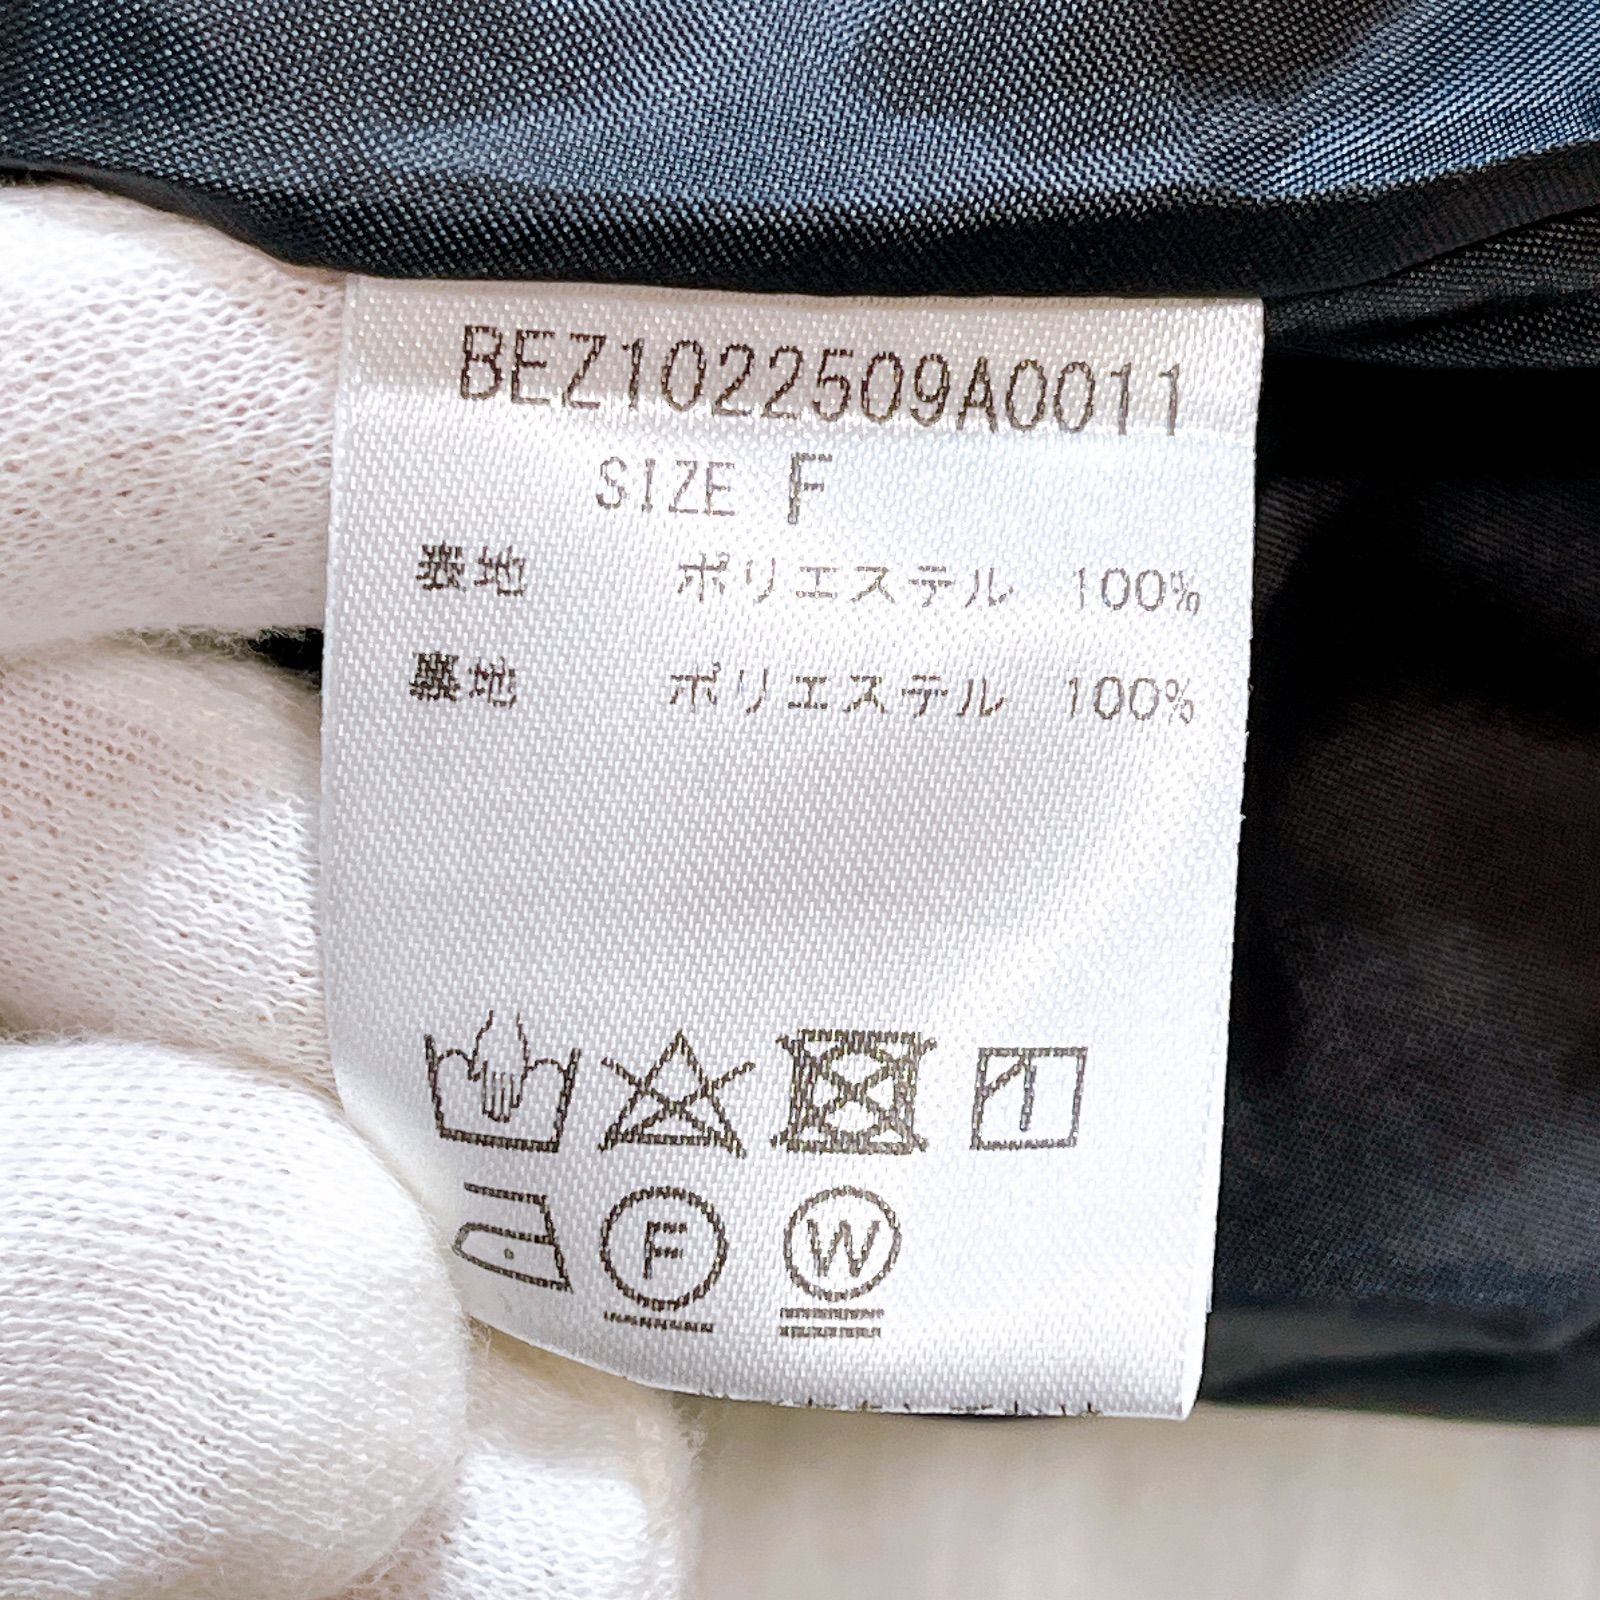 BEZ1022509A0011
SIZE F
表地 ポリエステル 100%
裏地 ポリエステル 100%
F
W